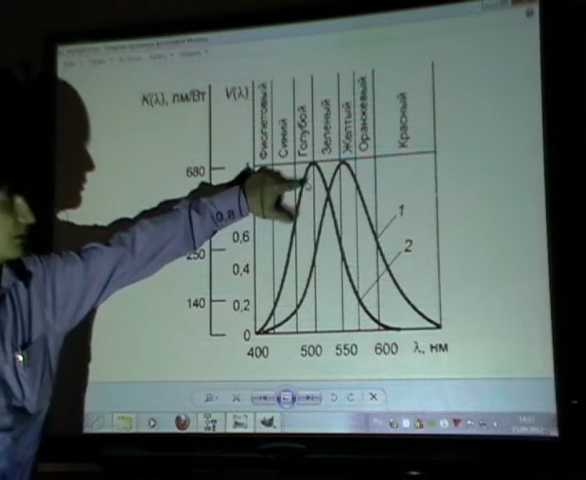 K(λ), лм/Вт
V(λ)
Фиолетовый
Синий
Голубой
Зеленый
Желтый
Оранжевый
Красный
680
250
140
0,8
0,6
0,4
0,2
0
1
2
400
500
550
600
λ, нм